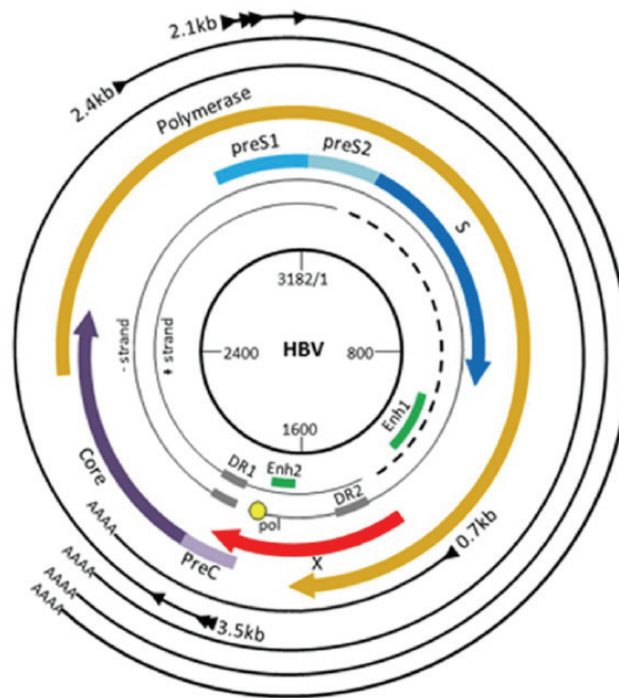 2.1kb
2.4kb
Polymerase
preS1
preS2
S
3182/1
- strand
+ strand
2400
HBV
800
1600
Enh1
Enh2
DR1
DR2
pol
Core
PreC
X
0.7kb
3.5kb
AAAA
AAAA
AAAA
AAAA